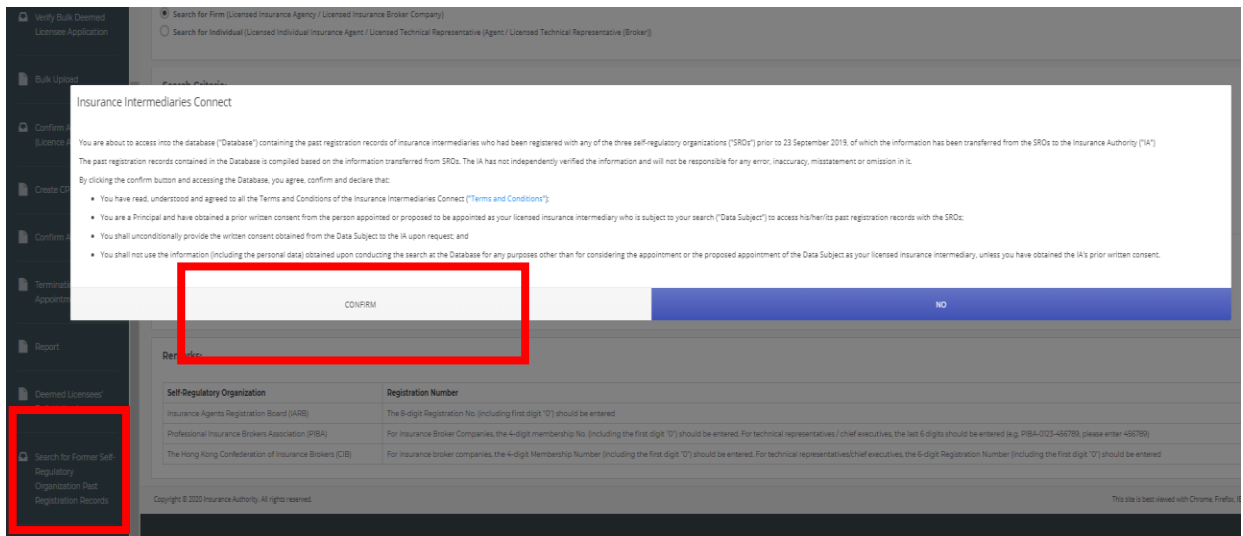 Verify Bulk Deemed
Licensee Application
Search for Firm (Licensed Insurance Agency / Licensed Insurance Broker Company)
Search for Individual (Licensed Individual Insurance Agent / Licensed Technical Representative (Agent / Licensed Technical Representative (Broker))
Bulk Upload
Search Criteria:
Insurance Intermediaries Connect
Confirm A
(Licence A
You are about to access into the database ("Database") containing the past registration records of insurance intermediaries who had been registered with any of the three self-regulatory organizations ("SROs") prior to 23 September 2019, of which the information has been transferred from the SROs to the Insurance Authority ("IA")
The past registration records contained in the Database is compiled based on the information transferred from SROs. The IA has not independently verified the information and will not be responsible for any error, inaccuracy, misstatement or omission in it.
By clicking the confirm button and accessing the Database, you agree, confirm and declare that:
Create CP
• You have read, understood and agreed to all the Terms and Conditions of the Insurance Intermediaries Connect ("Terms and Conditions");
• You are a Principal and have obtained a prior written consent from the person appointed or proposed to be appointed as your licensed insurance intermediary who is subject to your search ("Data Subject") to access his/her/its past registration records with the SROs;
Confirm A
• You shall unconditionally provide the written consent obtained from the Data Subject to the IA upon request; and
• You shall not use the information (including the personal data) obtained upon conducting the search at the Database for any purposes other than for considering the appointment or the proposed appointment of the Data Subject as your licensed insurance intermediary, unless you have obtained the IA's prior written consent.
Terminati
Appointm
CONFIRM
NO
Report
Remarks:
Deemed Licensees'
Self-Regulatory Organization Registration Number
Insurance Agents Registration Board (IARB) The 8-digit Registration No. (including first digit "0") should be entered
Professional Insurance Brokers Association (PIBA) For Insurance Broker Companies, the 4-digit membership No. (including the first digit '0') should be entered. For technical representatives / chief executives, the last 6 digits should be entered (e.g. PIBA-0123-456789, please enter 456789)
The Hong Kong Confederation of Insurance Brokers (CIB) For insurance broker companies, the 4-digit Membership Number (including the first digit "0") should be entered. For technical representatives/chief executives, the 6-digit Registration Number (including the first digit "0") should be entered
Search for Former Self-
Regulatory
Organization Past
Registration Records
Copyright © 2020 Insurance Authority. All rights reserved.
This site is best viewed with Chrome, Firefox, IE